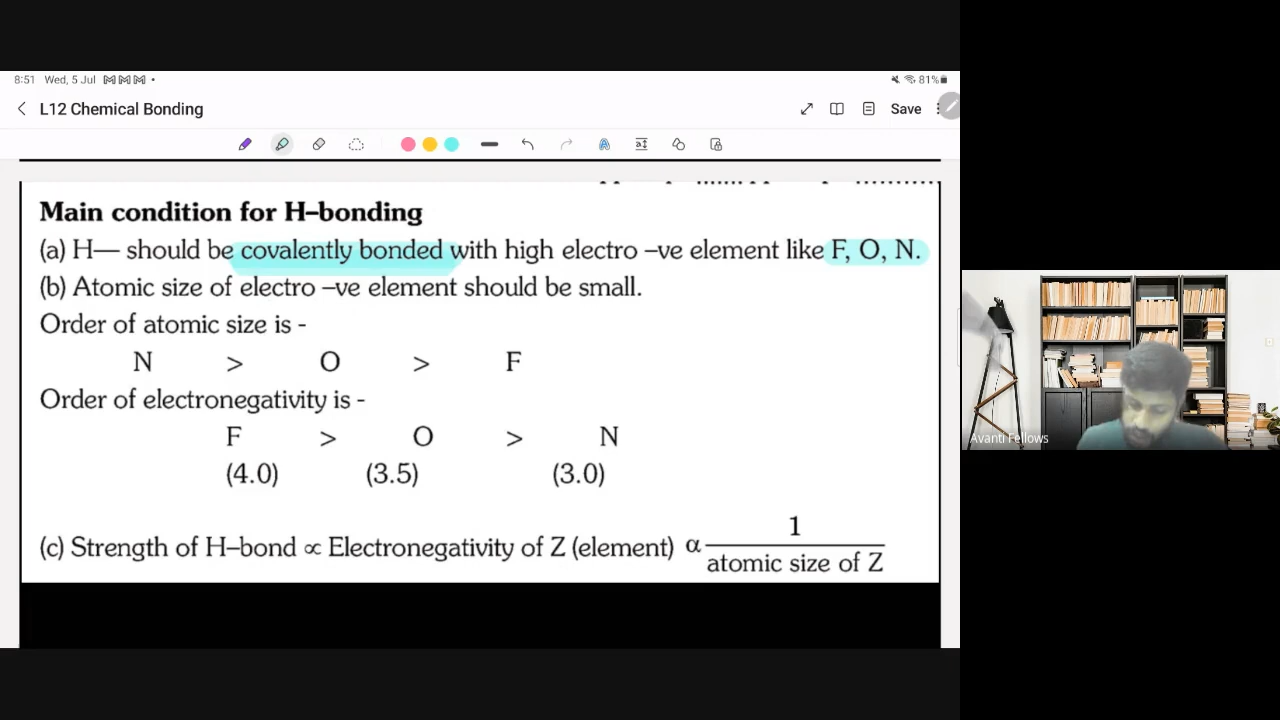 8:51 Wed, 5 Jul
81%
L12 Chemical Bonding
Save
Main condition for H–bonding
(a) H— should be covalently bonded with high electro –ve element like F, O, N.
(b) Atomic size of electro –ve element should be small.
Order of atomic size is -
N > O > F
Order of electronegativity is -
F > O > N
(4.0) (3.5) (3.0)
(c) Strength of H–bond ∝ Electronegativity of Z (element) α 1
atomic size of Z
Avanti Fellows